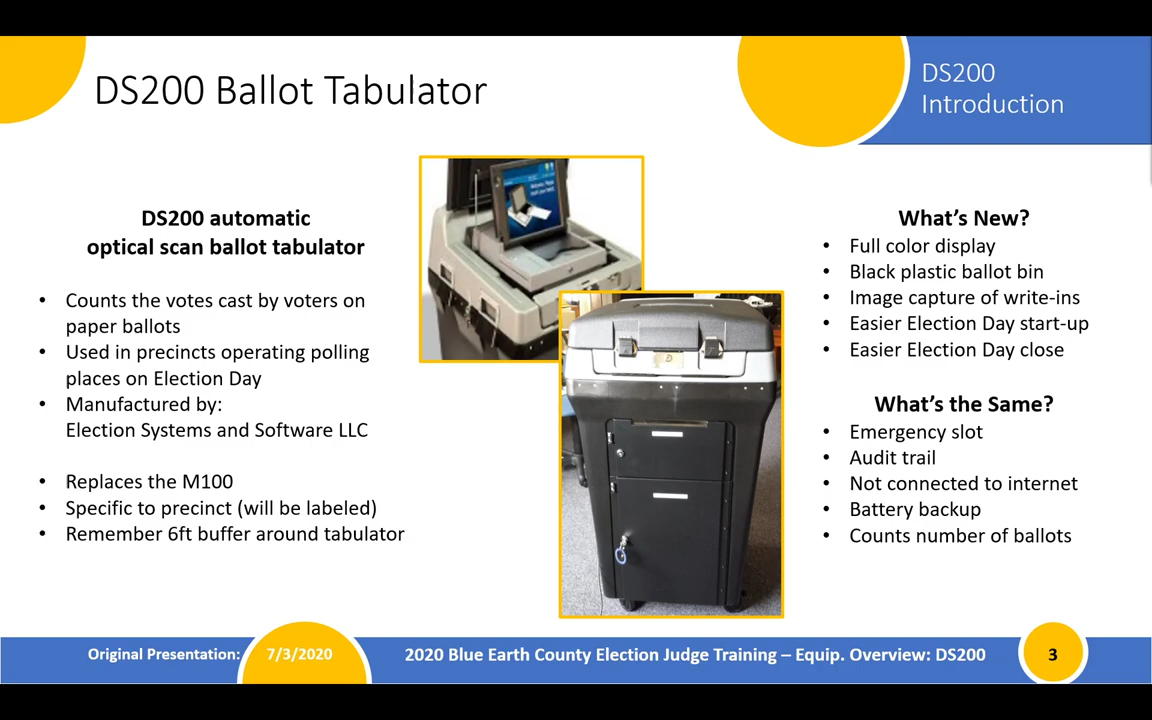 DS200 Ballot Tabulator
DS200
Introduction
DS200 automatic
optical scan ballot tabulator
• Counts the votes cast by voters on
paper ballots
• Used in precincts operating polling
places on Election Day
• Manufactured by:
Election Systems and Software LLC
• Replaces the M100
• Specific to precinct (will be labeled)
• Remember 6ft buffer around tabulator
What's New?
• Full color display
• Black plastic ballot bin
• Image capture of write-ins
• Easier Election Day start-up
• Easier Election Day close
What's the Same?
• Emergency slot
• Audit trail
• Not connected to internet
• Battery backup
• Counts number of ballots
Original Presentation: 7/3/2020
2020 Blue Earth County Election Judge Training – Equip. Overview: DS200
3